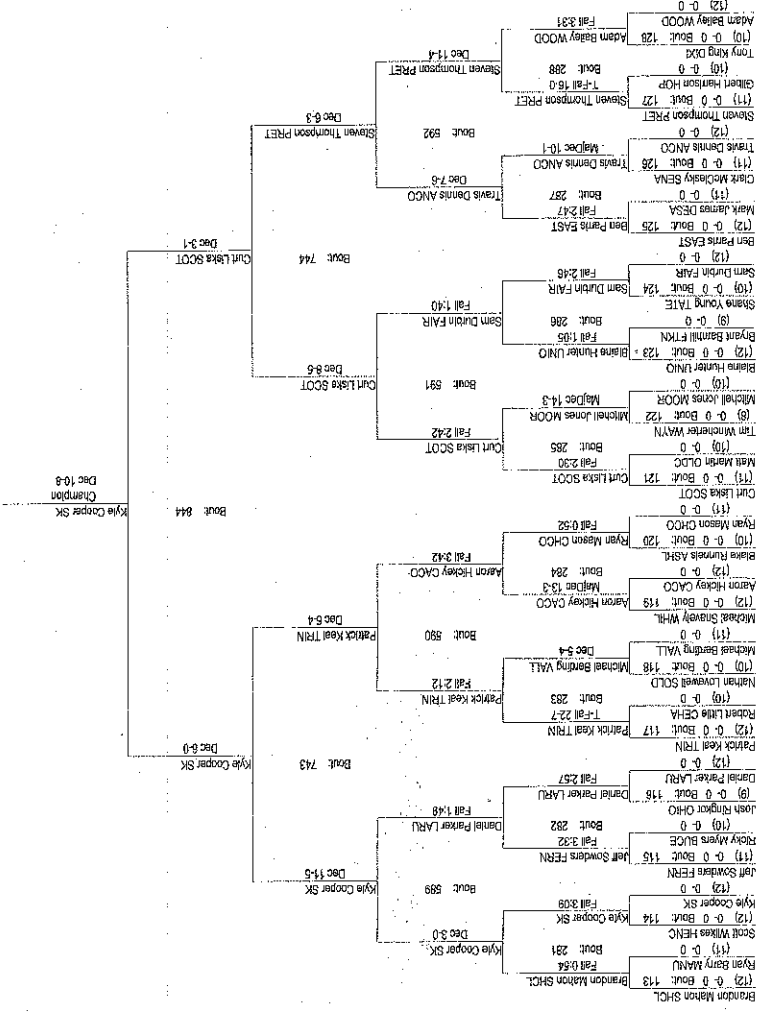 Brandon Mahon SHCL
(12) 0- 0 Bout: 113
Ryan Barry MANU
(11) 0- 0
Scott Wilkes HENC
(12) 0- 0 Bout: 114
Kyle Cooper SK
(12) 0- 0
Jeff Sowders FERN
(11) 0- 0 Bout: 115
Ricky Myers BUCE
(10) 0- 0
Josh Ringkor OHIO
(9) 0- 0 Bout: 116
Daniel Parker LARU
(12) 0- 0
Patrick Keal TRIN
(12) 0- 0 Bout: 117
Robert Little CEHA
(10) 0- 0
Nathan Lovewell SOLD
(10) 0- 0 Bout: 118
Michael Berding VALL
(11) 0- 0
Michael Snavely WHIL
(12) 0- 0 Bout: 119
Aaron Hickey CACO
(12) 0- 0
Blake Runnels ASHL
(10) 0- 0 Bout: 120
Ryan Mason CHCO
(11) 0- 0
Curt Liska SCOT
(11) 0- 0 Bout: 121
Matt Martin OLDC
(10) 0- 0
Tim Wincherter WAYN
(8) 0- 0 Bout: 122
Mitchell Jones MOOR
(10) 0- 0
Blaine Hunter UNIO
(12) 0- 0 Bout: 123
Bryant Barnhill FTKN
(9) 0- 0
Shane Young TATE
(10) 0- 0 Bout: 124
Sam Durbin FAIR
(12) 0- 0
Ben Parris EAST
(12) 0- 0 Bout: 125
Mark James DESA
(11) 0- 0
Clark McClesky SENA
(11) 0- 0 Bout: 126
Travis Dennis ANCO
(12) 0- 0
Steven Thompson PRET
(11) 0- 0 Bout: 127
Gilbert Harrison HOP
(10) 0- 0
Tony King DIXI
(10) 0- 0 Bout: 128
Adam Bailey WOOD
(12) 0- 0
Brandon Mahon SHCL
Fall 0:54
Bout: 281
Kyle Cooper SK
Fall 3:09
Jeff Sowders FERN
Fall 3:32
Bout: 282
Daniel Parker LARU
Fall 2:57
Patrick Keal TRIN
T-Fall 22-7
Bout: 283
Michael Berding VALL
Dec 5-4
Aaron Hickey CACO
MajDec 13-3
Bout: 284
Ryan Mason CHCO
Fall 0:52
Curt Liska SCOT
Fall 2:30
Bout: 285
Mitchell Jones MOOR
MajDec 14-3
Blaine Hunter UNIO
Fall 1:05
Bout: 286
Sam Durbin FAIR
Fall 2:46
Ben Parris EAST
Fall 2:47
Bout: 287
Travis Dennis ANCO
MajDec 10-1
Steven Thompson PRET
T-Fall 16-0
Bout: 288
Adam Bailey WOOD
Fall 3:31
Kyle Cooper SK
Dec 3-0
Bout: 589
Daniel Parker LARU
Fall 1:49
Patrick Keal TRIN
Fall 2:12
Bout: 590
Aaron Hickey CACO
Fall 3:42
Curt Liska SCOT
Fall 2:42
Bout: 591
Sam Durbin FAIR
Fall 1:40
Travis Dennis ANCO
Dec 7-6
Bout: 592
Steven Thompson PRET
Dec 11-4
Kyle Cooper SK
Dec 11-5
Bout: 743
Patrick Keal TRIN
Dec 5-4
Curt Liska SCOT
Dec 8-6
Bout: 744
Steven Thompson PRET
Dec 6-3
Kyle Cooper SK
Dec 6-0
Bout: 844
Curt Liska SCOT
Dec 3-1
Kyle Cooper SK
Champion
Dec 10-8